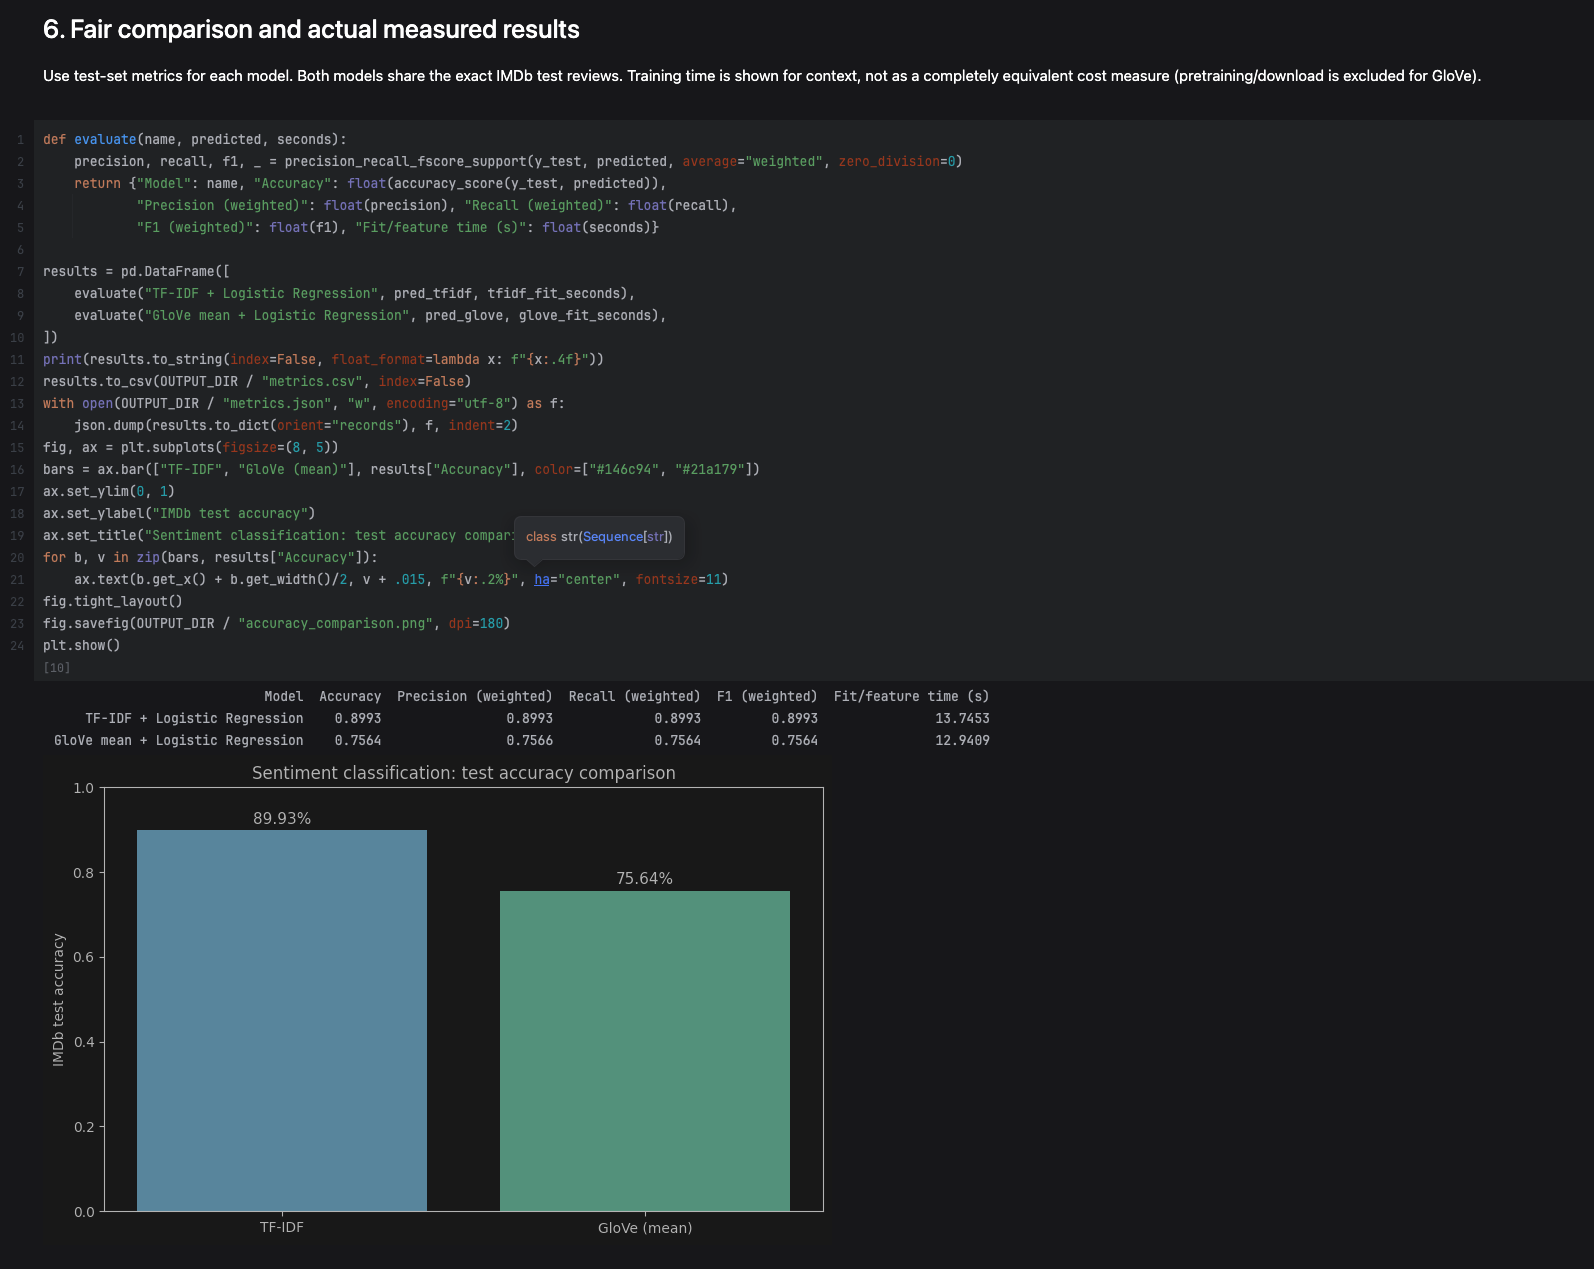 6. Fair comparison and actual measured results
Use test-set metrics for each model. Both models share the exact IMDb test reviews. Training time is shown for context, not as a completely equivalent cost measure (pretraining/download is excluded for GloVe).
1 def evaluate(name, predicted, seconds):
2     precision, recall, f1, _ = precision_recall_fscore_support(y_test, predicted, average="weighted", zero_division=0)
3     return {"Model": name, "Accuracy": float(accuracy_score(y_test, predicted)),
4             "Precision (weighted)": float(precision), "Recall (weighted)": float(recall),
5             "F1 (weighted)": float(f1), "Fit/feature time (s)": float(seconds)}
6
7 results = pd.DataFrame([
8     evaluate("TF-IDF + Logistic Regression", pred_tfidf, tfidf_fit_seconds),
9     evaluate("GloVe mean + Logistic Regression", pred_glove, glove_fit_seconds),
10 ])
11 print(results.to_string(index=False, float_format=lambda x: f"{x:.4f}"))
12 results.to_csv(OUTPUT_DIR / "metrics.csv", index=False)
13 with open(OUTPUT_DIR / "metrics.json", "w", encoding="utf-8") as f:
14     json.dump(results.to_dict(orient="records"), f, indent=2)
15 fig, ax = plt.subplots(figsize=(8, 5))
16 bars = ax.bar(["TF-IDF", "GloVe (mean)"], results["Accuracy"], color=["#146c94", "#21a179"])
17 ax.set_ylim(0, 1)
18 ax.set_ylabel("IMDb test accuracy")
19 ax.set_title("Sentiment classification: test accuracy compar
class str(Sequence[str])
20 for b, v in zip(bars, results["Accuracy"]):
21     ax.text(b.get_x() + b.get_width()/2, v + .015, f"{v:.2%}", ha="center", fontsize=11)
22 fig.tight_layout()
23 fig.savefig(OUTPUT_DIR / "accuracy_comparison.png", dpi=180)
24 plt.show()
[10]
Model Accuracy Precision (weighted) Recall (weighted) F1 (weighted) Fit/feature time (s)
TF-IDF + Logistic Regression 0.8993 0.8993 0.8993 0.8993 13.7453
GloVe mean + Logistic Regression 0.7564 0.7566 0.7564 0.7564 12.9409
Sentiment classification: test accuracy comparison
1.0
89.93%
0.8
75.64%
0.6
IMDb test accuracy
0.4
0.2
0.0
TF-IDF GloVe (mean)